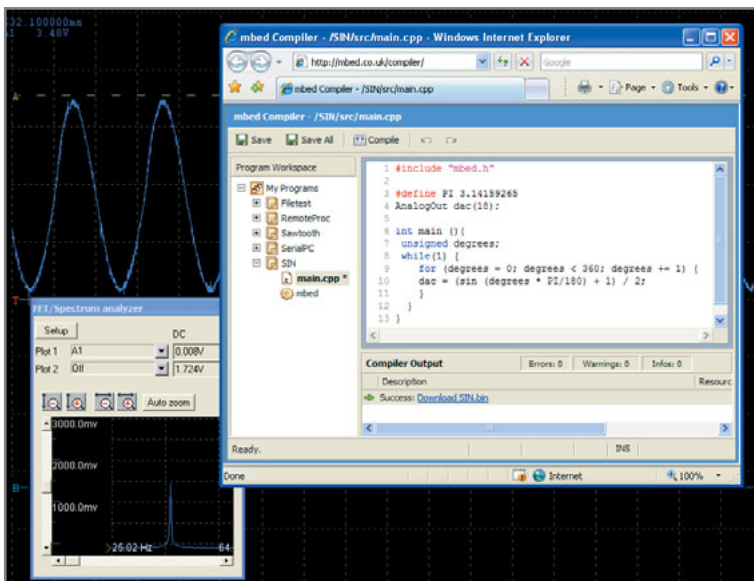 32.100000ms
3.48V
A
mbed Compiler - /SIN/src/main.cpp - Windows Internet Explorer
http://mbed.co.uk/compiler/
Google
mbed Compiler - /SIN/src/main.cpp
Page
Tools
mbed Compiler - /SIN/src/main.cpp
Save
Save All
Compile
Program Workspace
My Programs
Filetest
RemoteProc
Sawtooth
SerialPC
SIN
main.cpp *
mbed
1 #include "mbed.h"
2
3 #define PI 3.14159265
4 AnalogOut dac(18);
5
6 int main (){
7 unsigned degrees;
8 while(1) {
9 for (degrees = 0; degrees < 360; degrees += 1) {
10 dac = (sin (degrees * PI/180) + 1) / 2;
11 }
12 }
13 }
Compiler Output
Errors: 0
Warnings: 0
Infos: 0
Description
Resourc
Success: Download SIN.bin
Ready.
INS
Done
Internet
100%
T
FFT/Spectrum analyzer
Setup
DC
Plot 1 A1 0.008V
Plot 2 Off 1.724V
Auto zoom
3000.0mv
2000.0mv
1000.0mv
25.02 Hz
64
B